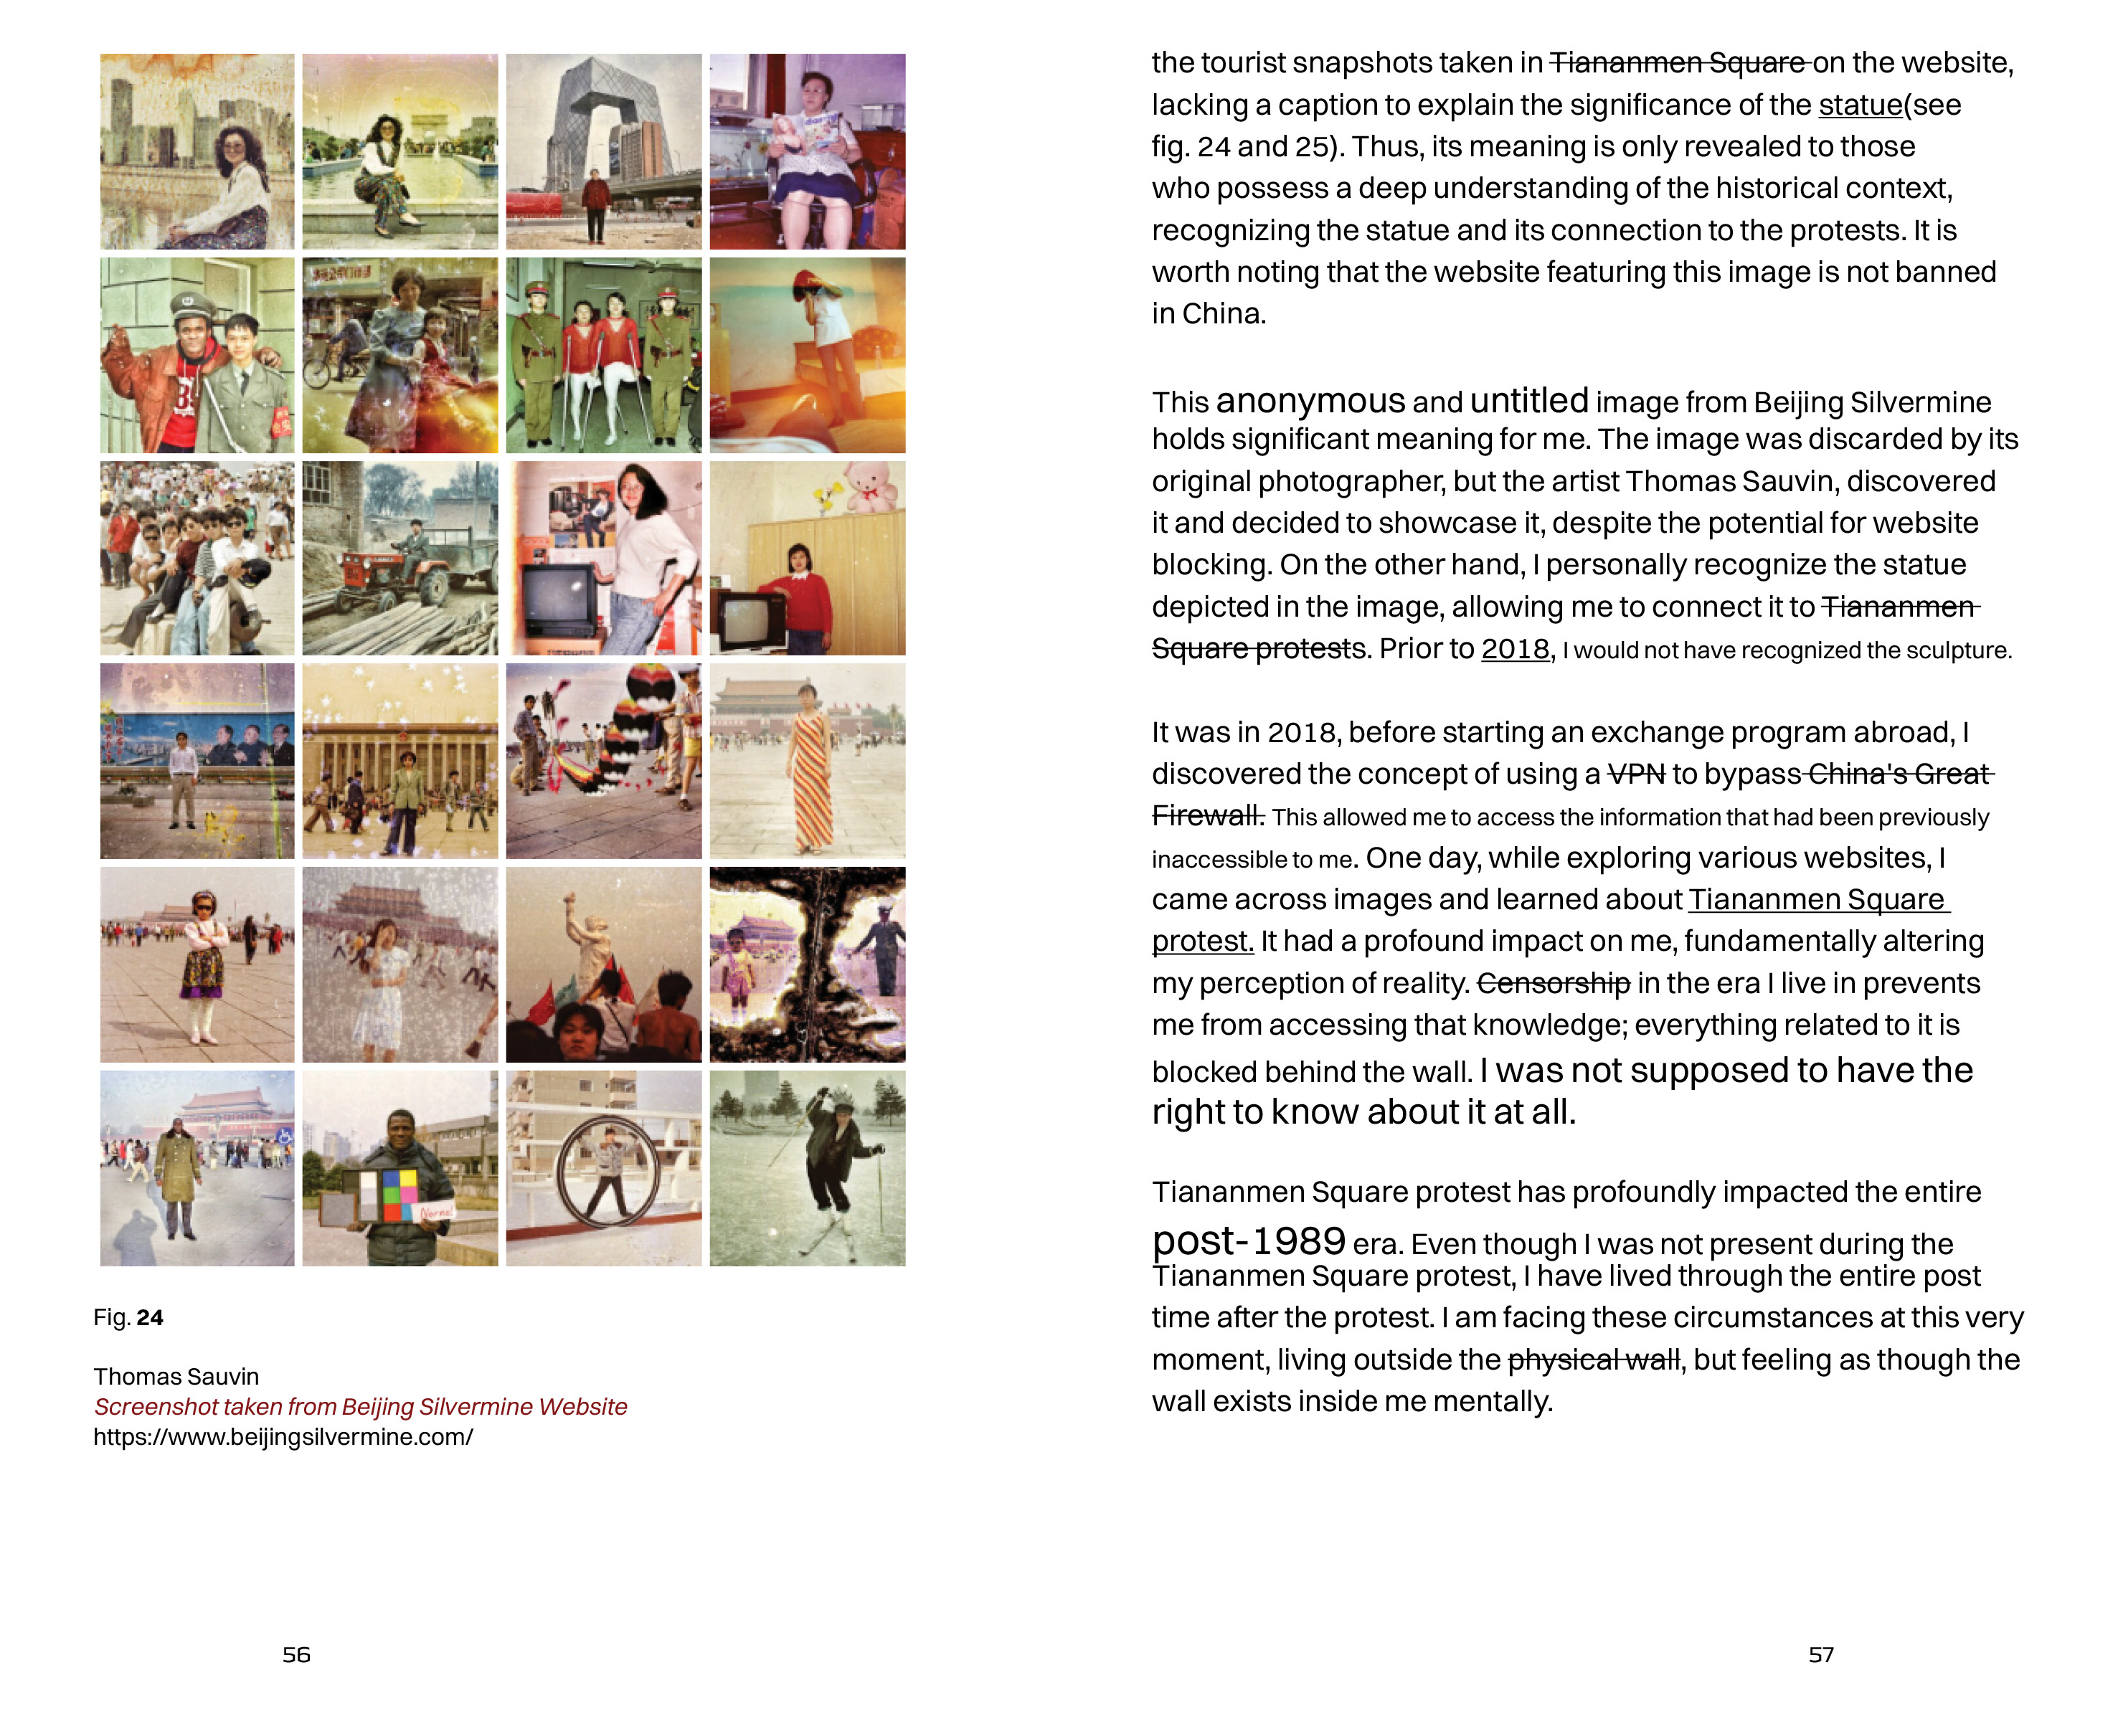 Normal
Fig. 24
Thomas Sauvin
Screenshot taken from Beijing Silvermine Website
https://www.beijingsilvermine.com/
56
the tourist snapshots taken in Tiananmen Square on the website,
lacking a caption to explain the significance of the statue(see
fig. 24 and 25). Thus, its meaning is only revealed to those
who possess a deep understanding of the historical context,
recognizing the statue and its connection to the protests. It is
worth noting that the website featuring this image is not banned
in China.
This anonymous and untitled image from Beijing Silvermine
holds significant meaning for me. The image was discarded by its
original photographer, but the artist Thomas Sauvin, discovered
it and decided to showcase it, despite the potential for website
blocking. On the other hand, I personally recognize the statue
depicted in the image, allowing me to connect it to Tiananmen
Square protests. Prior to 2018, I would not have recognized the sculpture.
It was in 2018, before starting an exchange program abroad, I
discovered the concept of using a VPN to bypass China's Great
Firewall. This allowed me to access the information that had been previously
inaccessible to me. One day, while exploring various websites, I
came across images and learned about Tiananmen Square
protest. It had a profound impact on me, fundamentally altering
my perception of reality. Censorship in the era I live in prevents
me from accessing that knowledge; everything related to it is
blocked behind the wall. I was not supposed to have the
right to know about it at all.
Tiananmen Square protest has profoundly impacted the entire
post-1989 era. Even though I was not present during the
Tiananmen Square protest, I have lived through the entire post
time after the protest. I am facing these circumstances at this very
moment, living outside the physical wall, but feeling as though the
wall exists inside me mentally.
57